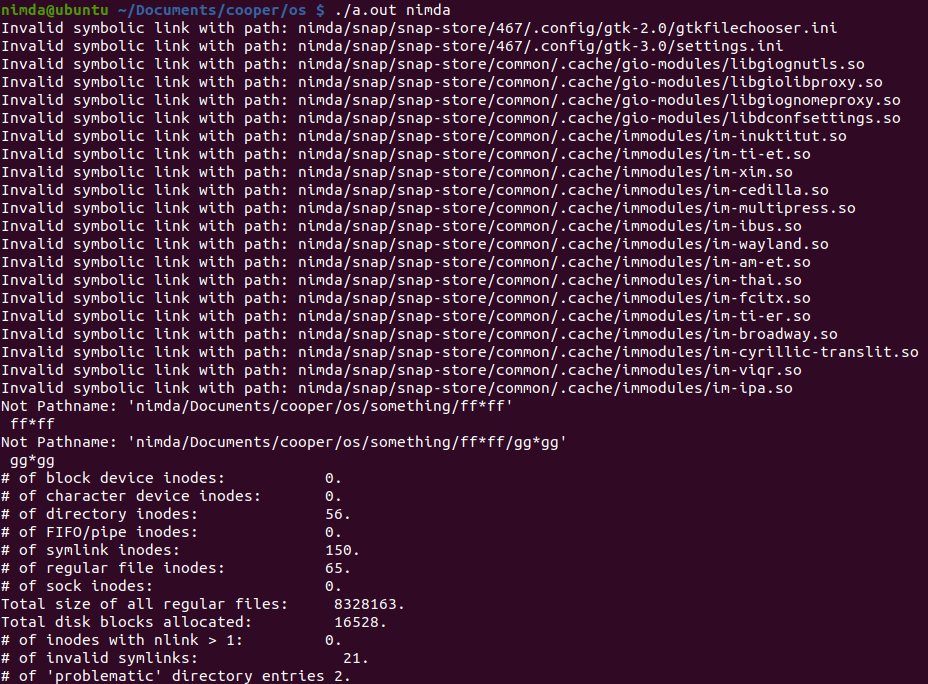 nimda@ubuntu ~/Documents/cooper/os $ ./a.out nimda
Invalid symbolic link with path: nimda/snap/snap-store/467/.config/gtk-2.0/gtkfilechooser.ini
Invalid symbolic link with path: nimda/snap/snap-store/467/.config/gtk-3.0/settings.ini
Invalid symbolic link with path: nimda/snap/snap-store/common/.cache/gio-modules/libgiognutls.so
Invalid symbolic link with path: nimda/snap/snap-store/common/.cache/gio-modules/libgiolibproxy.so
Invalid symbolic link with path: nimda/snap/snap-store/common/.cache/gio-modules/libgiognomeproxy.so
Invalid symbolic link with path: nimda/snap/snap-store/common/.cache/gio-modules/libdconfsettings.so
Invalid symbolic link with path: nimda/snap/snap-store/common/.cache/immodules/im-inuktitut.so
Invalid symbolic link with path: nimda/snap/snap-store/common/.cache/immodules/im-ti-et.so
Invalid symbolic link with path: nimda/snap/snap-store/common/.cache/immodules/im-xim.so
Invalid symbolic link with path: nimda/snap/snap-store/common/.cache/immodules/im-cedilla.so
Invalid symbolic link with path: nimda/snap/snap-store/common/.cache/immodules/im-multipress.so
Invalid symbolic link with path: nimda/snap/snap-store/common/.cache/immodules/im-ibus.so
Invalid symbolic link with path: nimda/snap/snap-store/common/.cache/immodules/im-wayland.so
Invalid symbolic link with path: nimda/snap/snap-store/common/.cache/immodules/im-am-et.so
Invalid symbolic link with path: nimda/snap/snap-store/common/.cache/immodules/im-thai.so
Invalid symbolic link with path: nimda/snap/snap-store/common/.cache/immodules/im-fcitx.so
Invalid symbolic link with path: nimda/snap/snap-store/common/.cache/immodules/im-ti-er.so
Invalid symbolic link with path: nimda/snap/snap-store/common/.cache/immodules/im-broadway.so
Invalid symbolic link with path: nimda/snap/snap-store/common/.cache/immodules/im-cyrillic-translit.so
Invalid symbolic link with path: nimda/snap/snap-store/common/.cache/immodules/im-viqr.so
Invalid symbolic link with path: nimda/snap/snap-store/common/.cache/immodules/im-ipa.so
Not Pathname: 'nimda/Documents/cooper/os/something/ff*ff'
 ff*ff
Not Pathname: 'nimda/Documents/cooper/os/something/ff*ff/gg*gg'
 gg*gg
# of block device inodes:           0.
# of character device inodes:       0.
# of directory inodes:              56.
# of FIFO/pipe inodes:              0.
# of symlink inodes:                150.
# of regular file inodes:           65.
# of sock inodes:                   0.
Total size of all regular files:     8328163.
Total disk blocks allocated:         16528.
# of inodes with nlink > 1:         0.
# of invalid symlinks:                21.
# of 'problematic' directory entries 2.